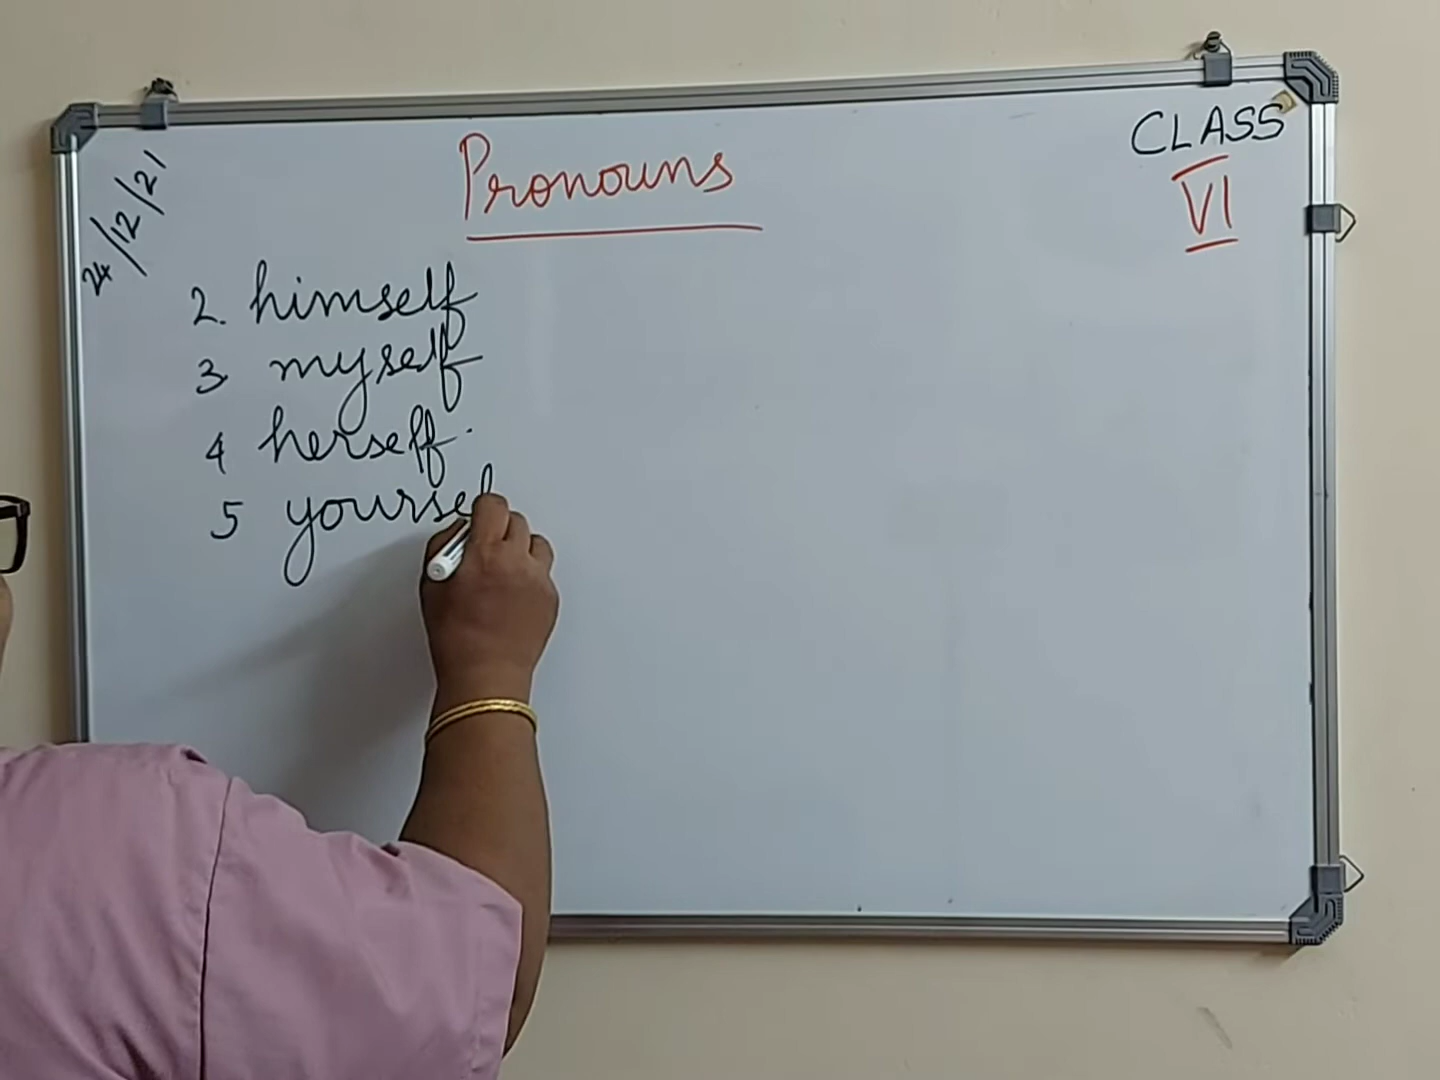 24/12/21
Pronouns
CLASS
VI
2. himself
3 myself
4 herself.
5 yoursel